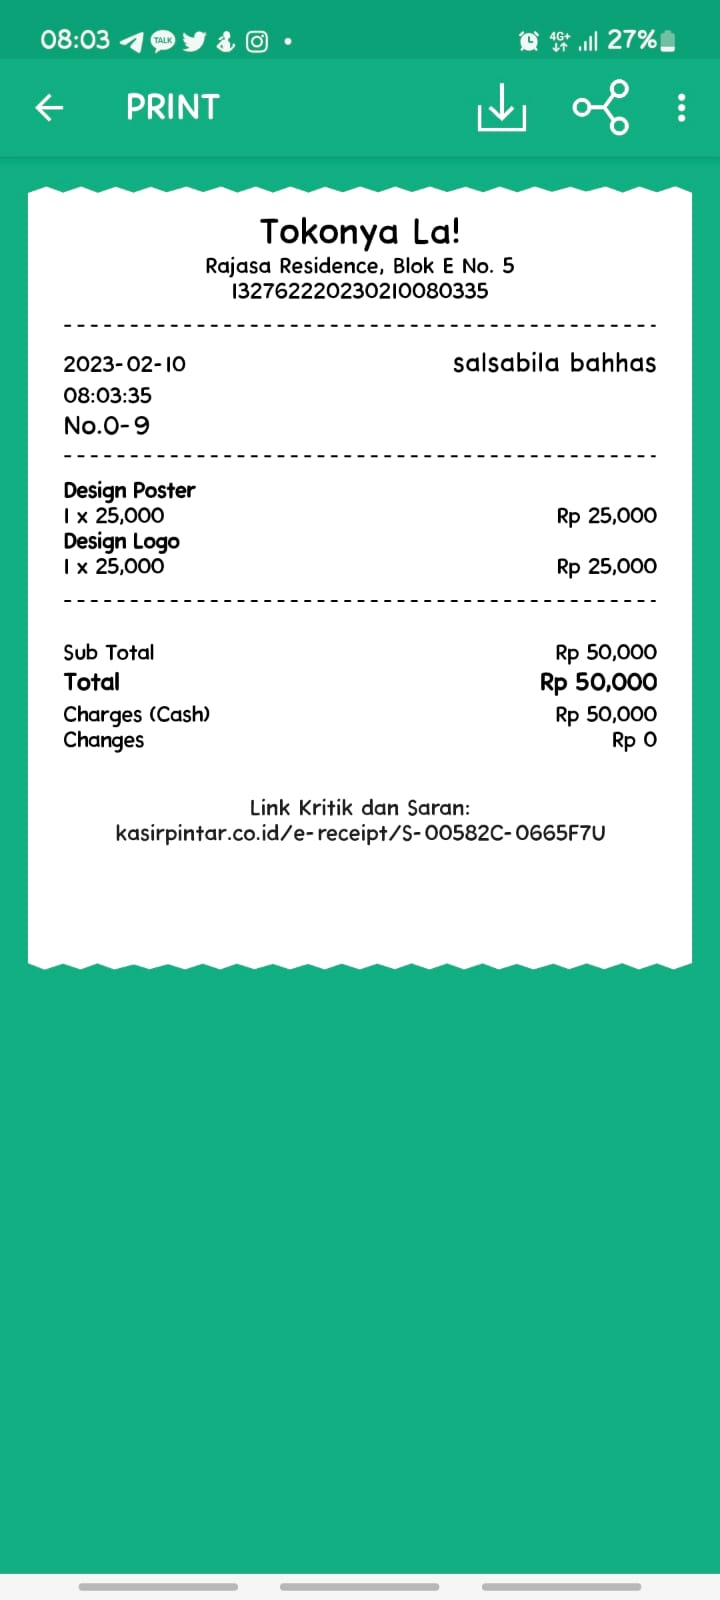 08:03
TALK
4G+
27%
PRINT
Tokonya La!
Rajasa Residence, Blok E No. 5
132762220230210080335
2023-02-10
salsabila bahhas
08:03:35
No.0-9
Design Poster
1 x 25,000 Rp 25,000
Design Logo
1 x 25,000 Rp 25,000
Sub Total Rp 50,000
Total Rp 50,000
Charges (Cash) Rp 50,000
Changes Rp 0
Link Kritik dan Saran:
kasirpintar.co.id/e-receipt/S-00582C-0665F7U